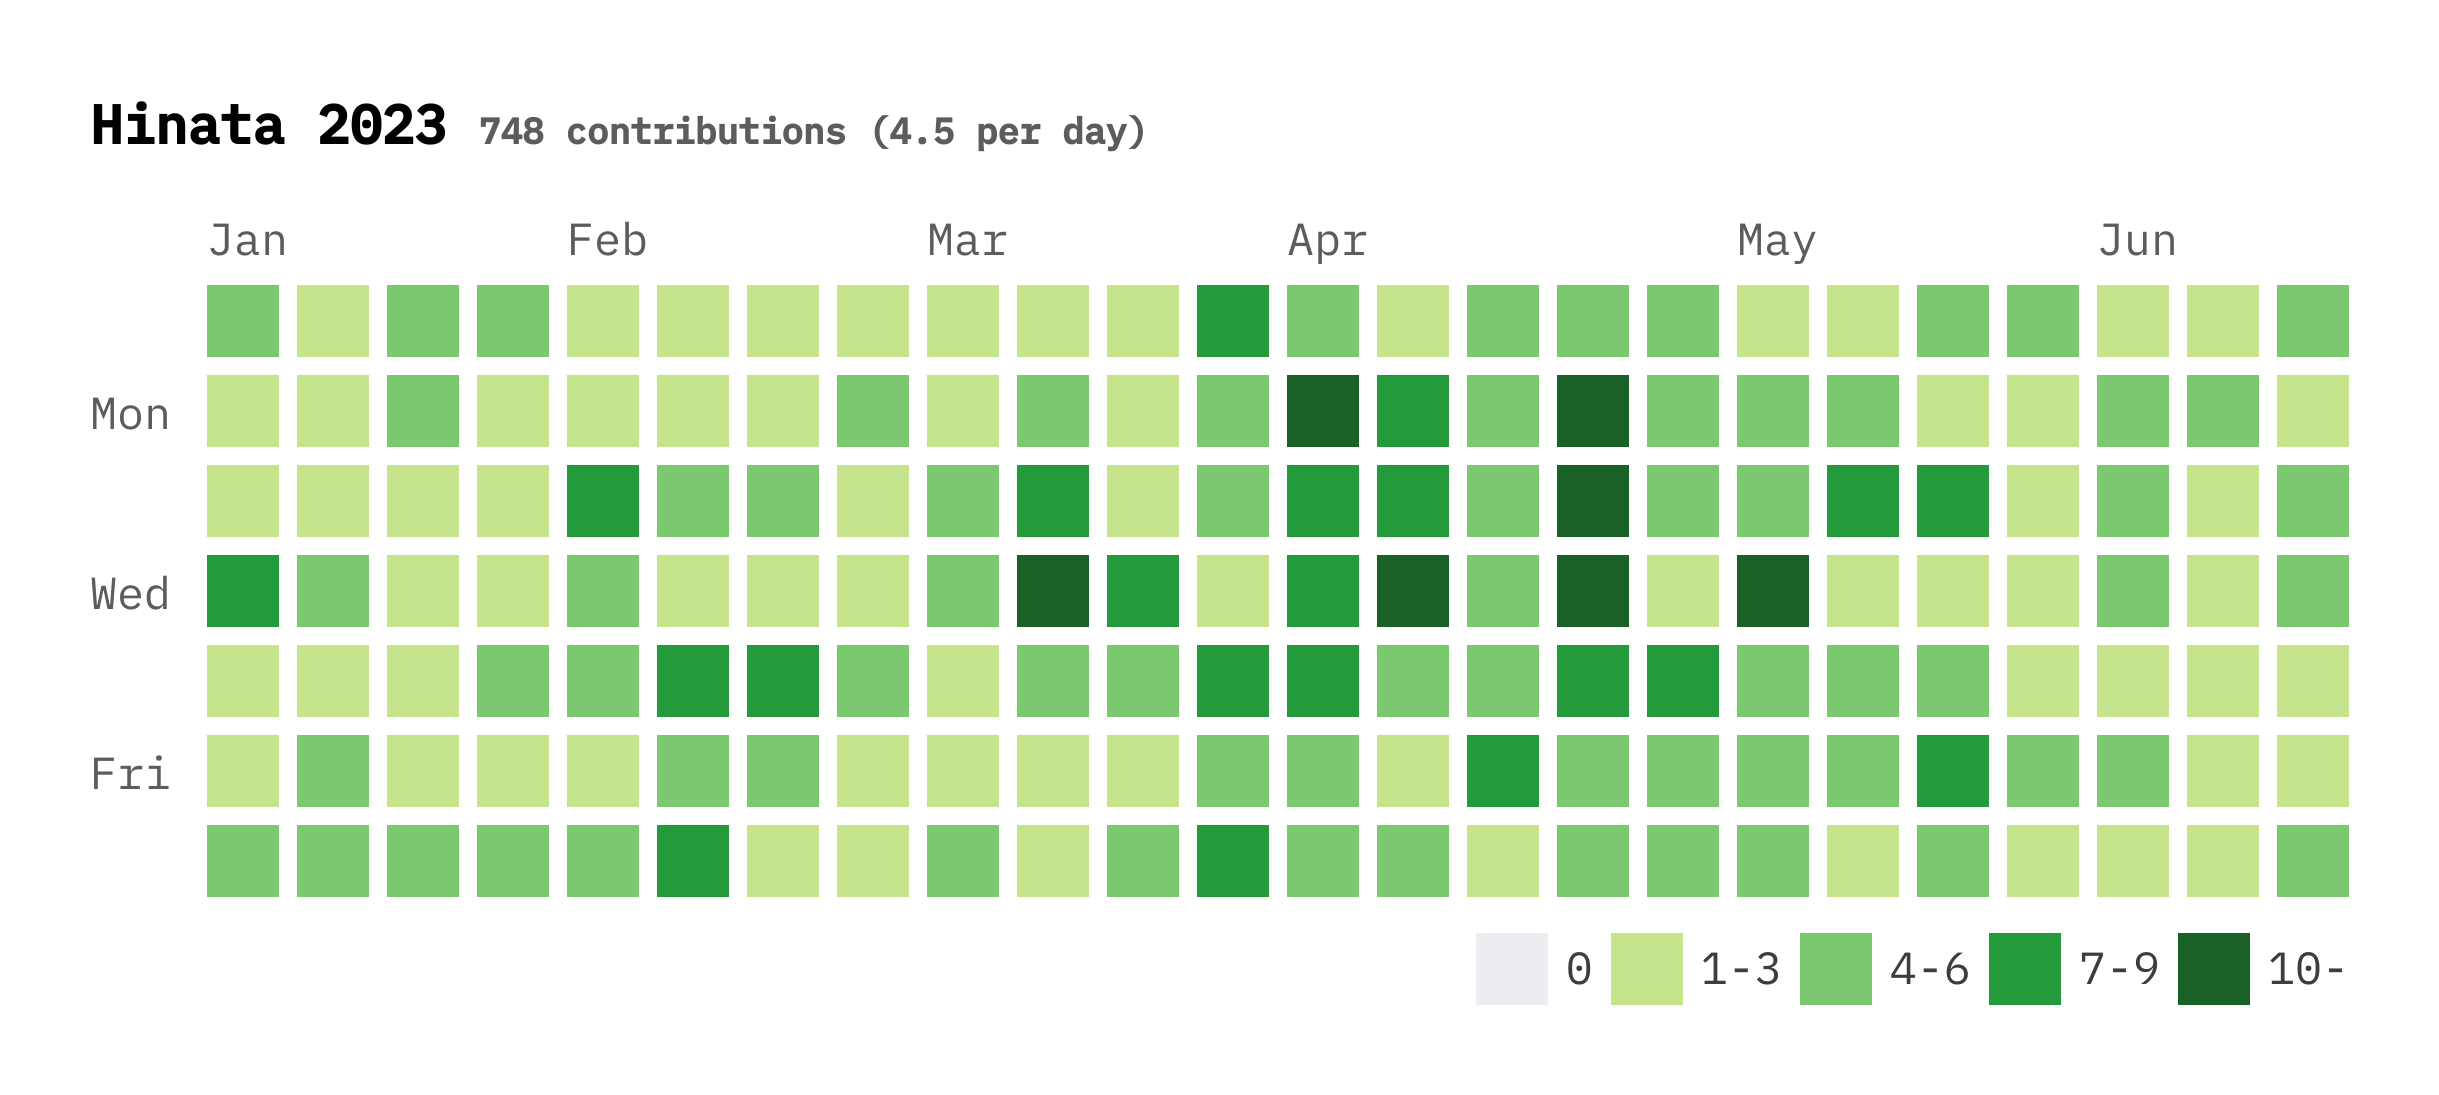 Hinata 2023 748 contributions (4.5 per day)
Jan Feb Mar Apr May Jun
Mon
Wed
Fri
0 1-3 4-6 7-9 10-